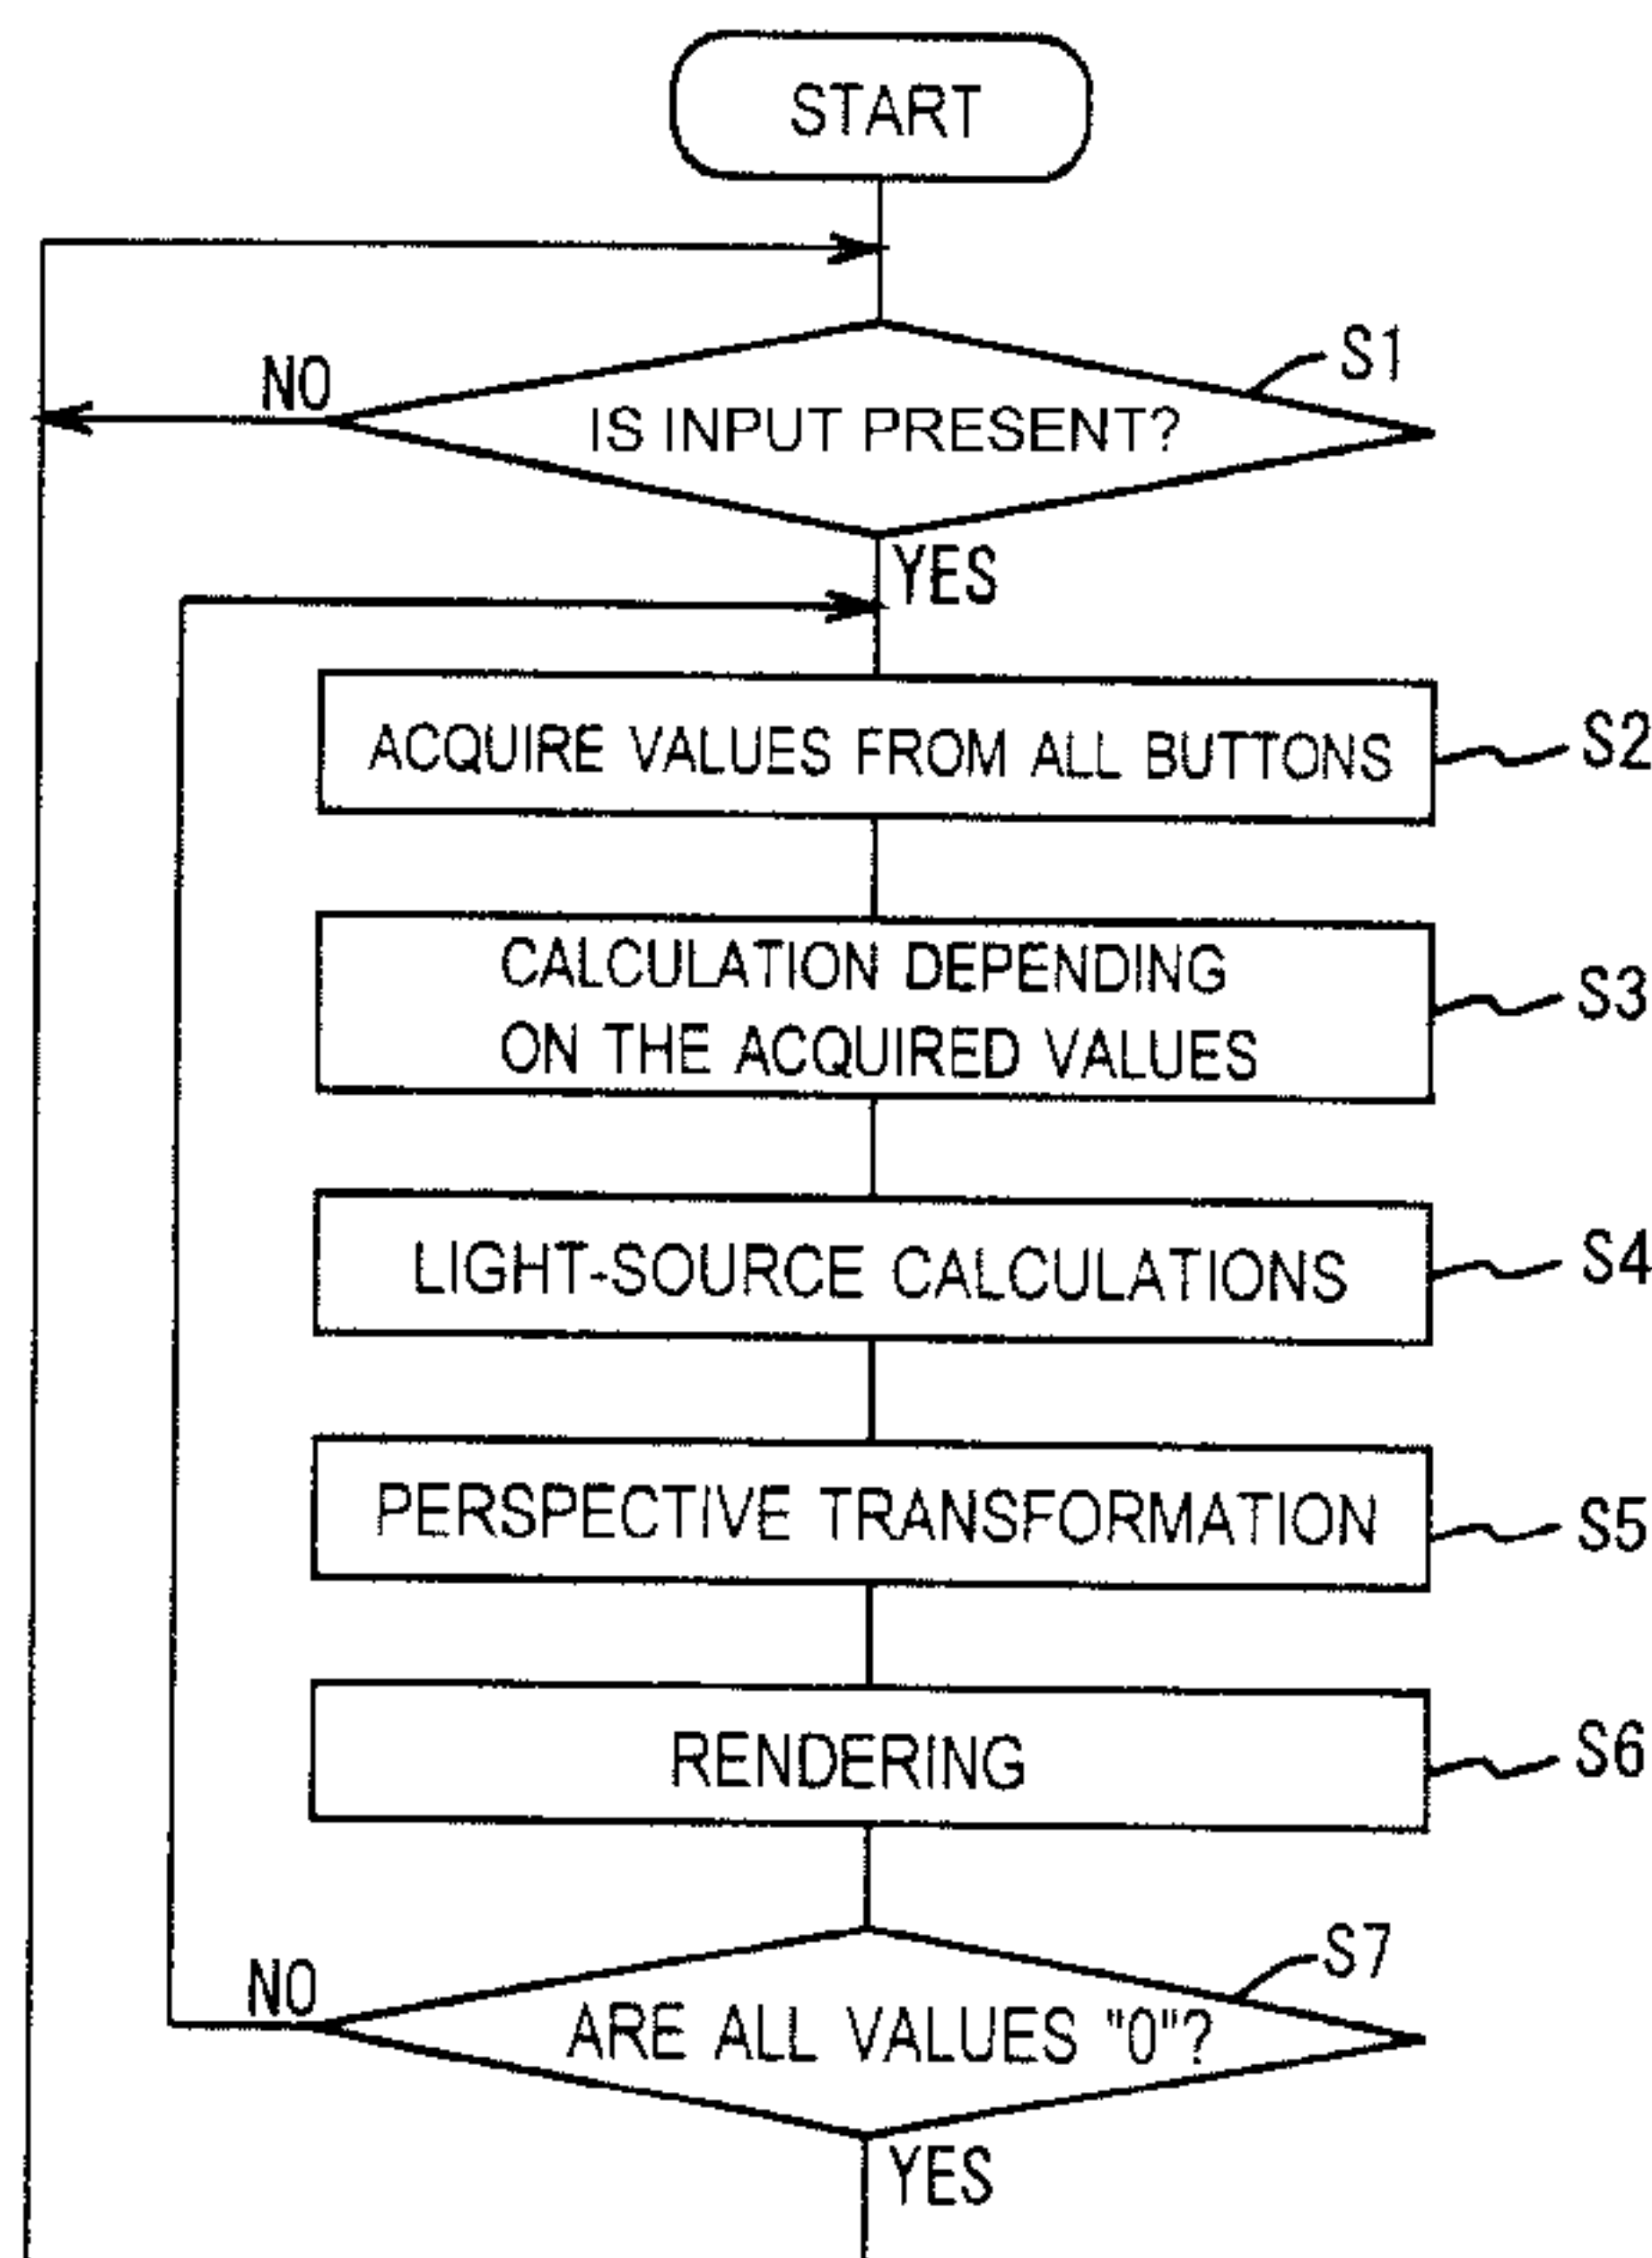 START
NO
IS INPUT PRESENT?
S1
YES
ACQUIRE VALUES FROM ALL BUTTONS
S2
CALCULATION DEPENDING
ON THE ACQUIRED VALUES
S3
LIGHT-SOURCE CALCULATIONS
S4
PERSPECTIVE TRANSFORMATION
S5
RENDERING
S6
NO
ARE ALL VALUES "0"?
S7
YES